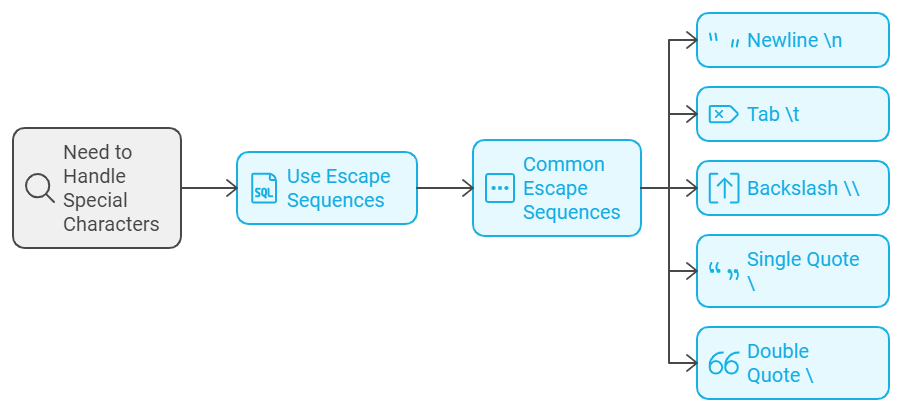 Need to
Handle
Special
Characters
SQL
Use Escape
Sequences
Common
Escape
Sequences
Newline \n
Tab \t
Backslash \\
Single Quote
\
Double
Quote \